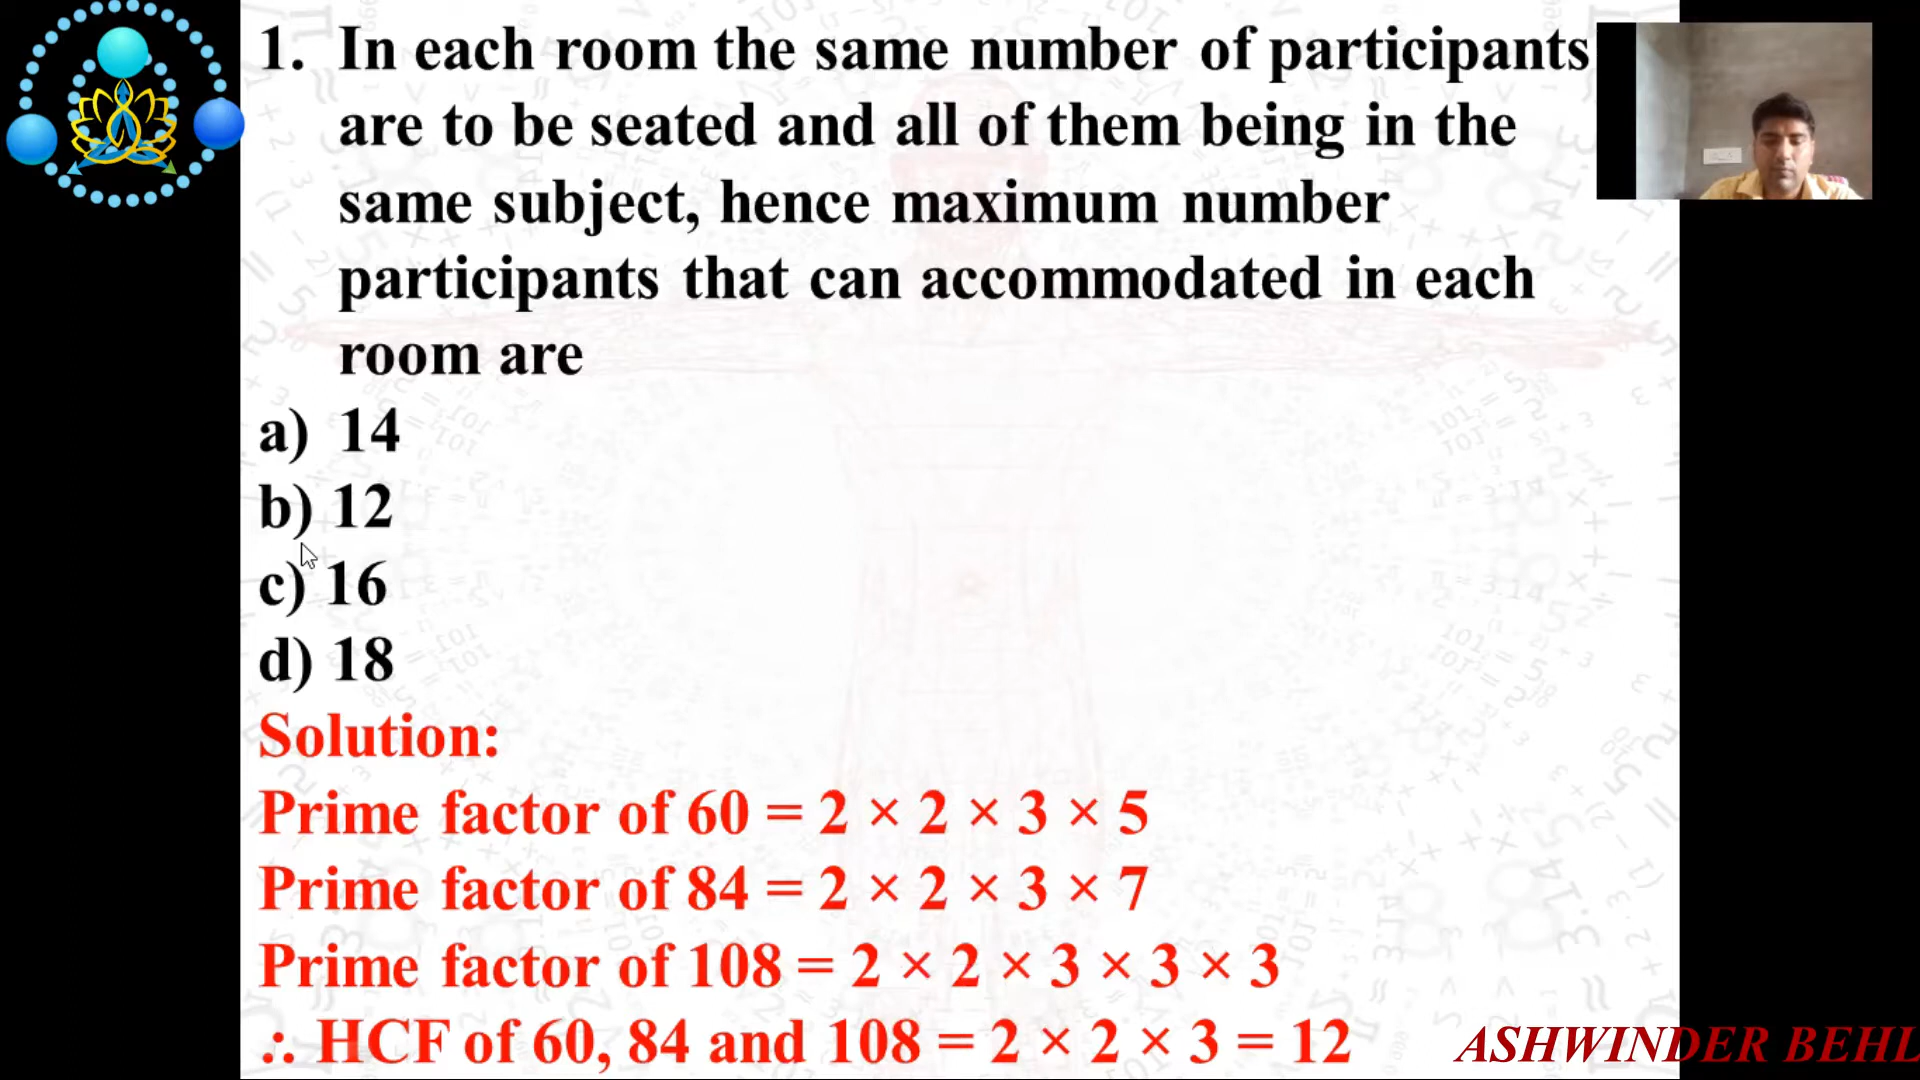 1. In each room the same number of participants
are to be seated and all of them being in the
same subject, hence maximum number
participants that can accommodated in each
room are
a) 14
b) 12
c) 16
d) 18
Solution:
Prime factor of 60 = 2 × 2 × 3 × 5
Prime factor of 84 = 2 × 2 × 3 × 7
Prime factor of 108 = 2 × 2 × 3 × 3 × 3
∴ HCF of 60, 84 and 108 = 2 × 2 × 3 = 12
ASHWINDER BEHL